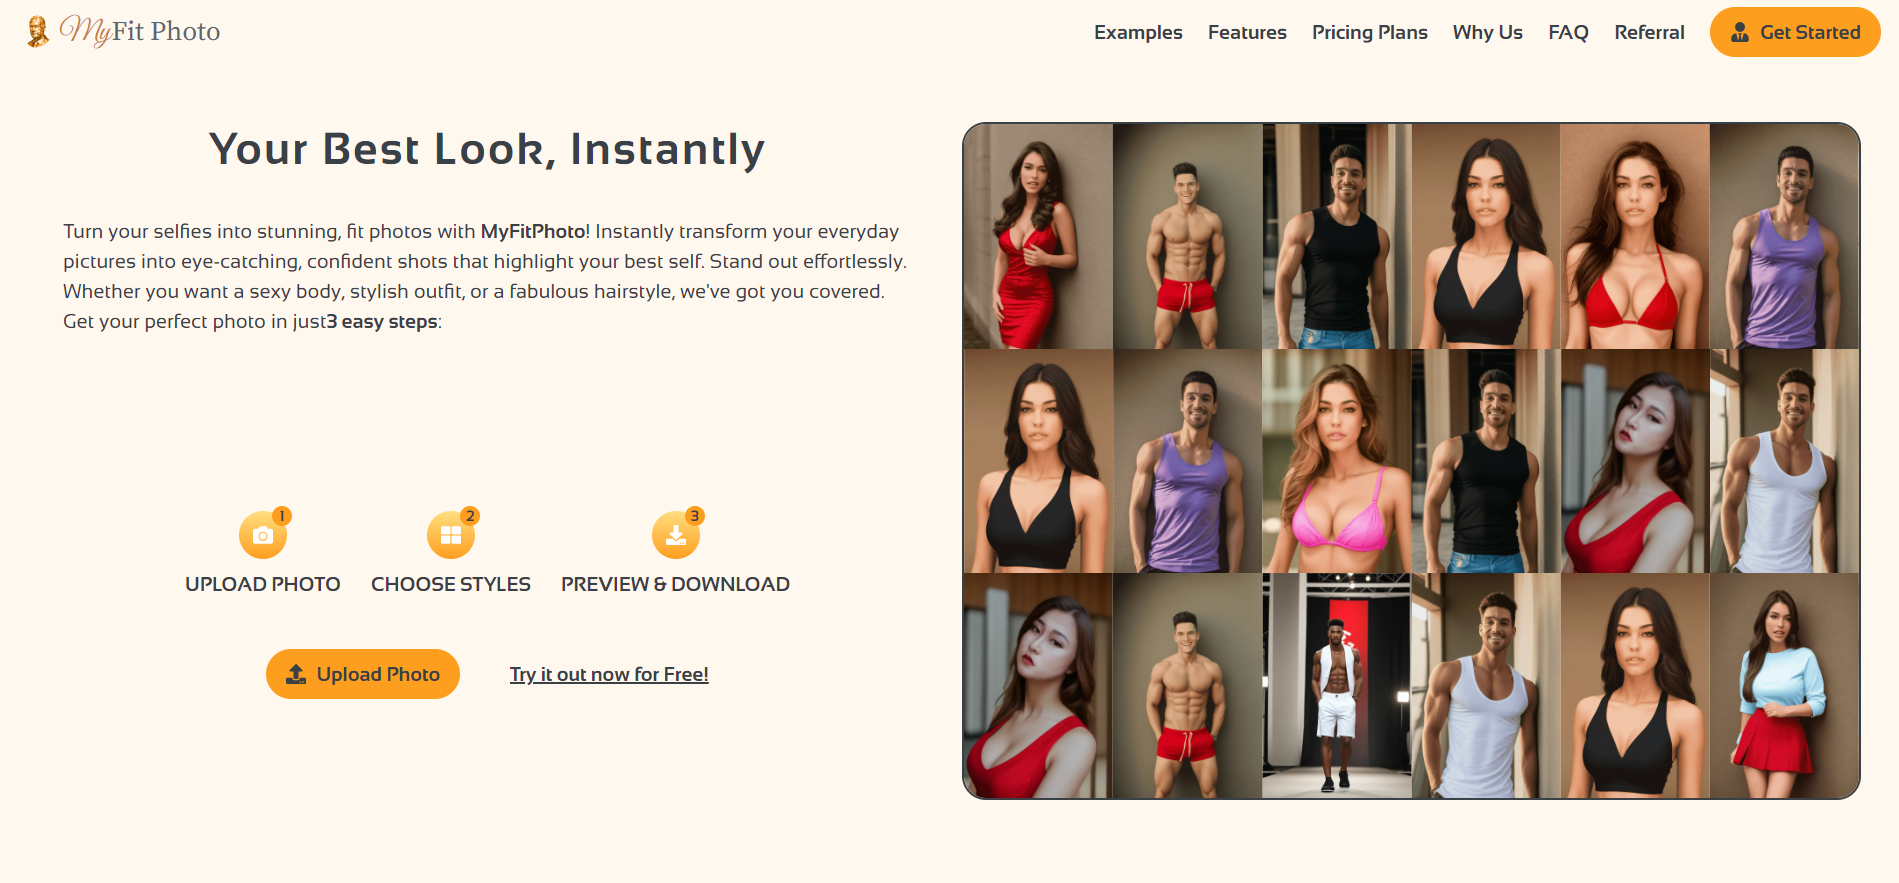 MyFit Photo
Examples
Features
Pricing Plans
Why Us
FAQ
Referral
Get Started
Your Best Look, Instantly
Turn your selfies into stunning, fit photos with MyFitPhoto! Instantly transform your everyday
pictures into eye-catching, confident shots that highlight your best self. Stand out effortlessly.
Whether you want a sexy body, stylish outfit, or a fabulous hairstyle, we've got you covered.
Get your perfect photo in just3 easy steps:
1
UPLOAD PHOTO
2
CHOOSE STYLES
3
PREVIEW & DOWNLOAD
Upload Photo
Try it out now for Free!